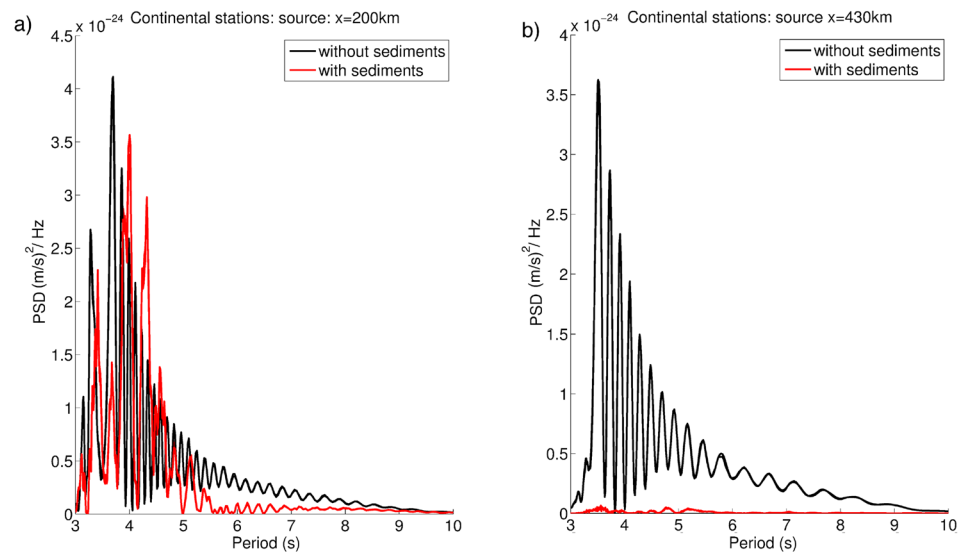 a)
x 10⁻²⁴
Continental stations: source: x=200km
without sediments
with sediments
4.5
4
3.5
3
2.5
2
1.5
1
0.5
0
PSD (m/s)²/ Hz
3 4 5 6 7 8 9 10
Period (s)
b)
x 10⁻²⁴
Continental stations: source x=430km
without sediments
with sediments
4
3.5
3
2.5
2
1.5
1
0.5
0
PSD (m/s)²/ Hz
3 4 5 6 7 8 9 10
Period (s)